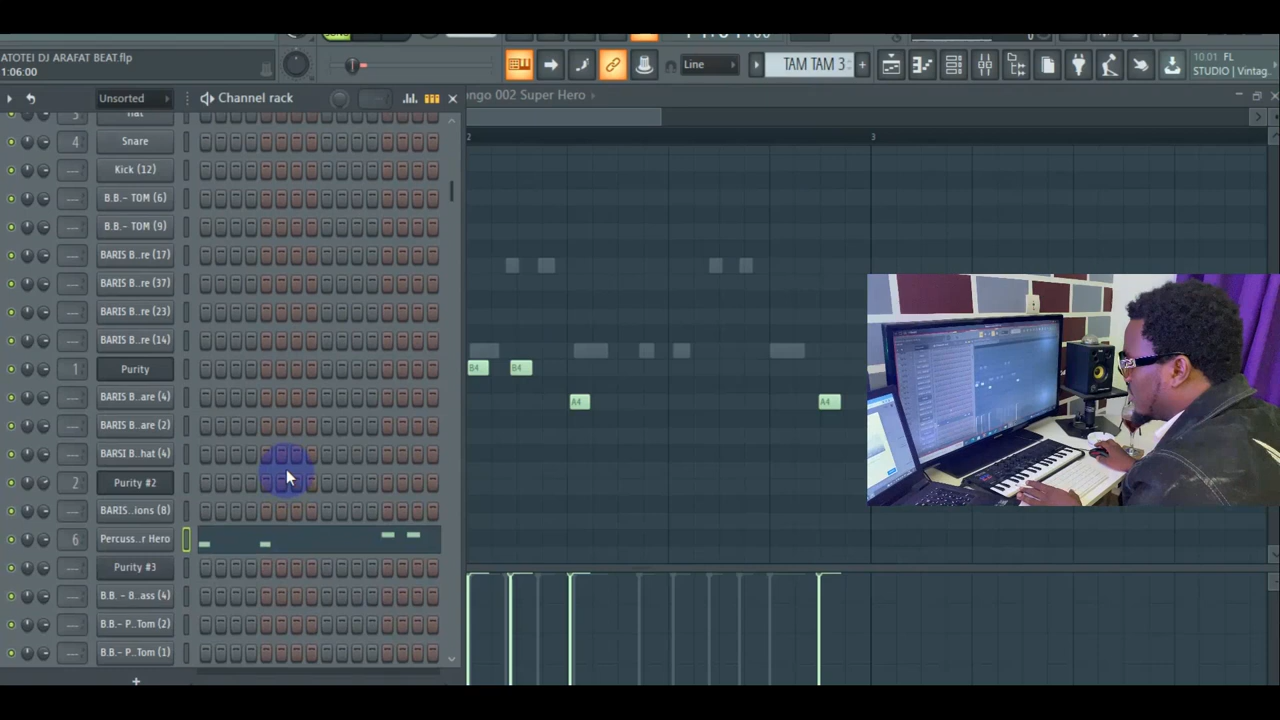 ATOTEI DJ ARAFAT BEAT.flp
1:06:00
Line
TAM TAM 3
10.01 FL
STUDIO | Vintag..
Unsorted
Channel rack
ngo 002 Super Hero
2
3
3
Hat
4
Snare
Kick (12)
B.B.- TOM (6)
B.B.- TOM (9)
BARIS B..re (17)
BARIS B..re (37)
BARIS B..re (23)
BARIS B..re (14)
1
Purity
BARIS B..are (4)
BARIS B..are (2)
BARSI B..hat (4)
2
Purity #2
BARIS..ions (8)
6
Percuss..r Hero
Purity #3
B.B. - B..ass (4)
B.B.- P..Tom (2)
B.B.- P..Tom (1)
B4
B4
A4
A4